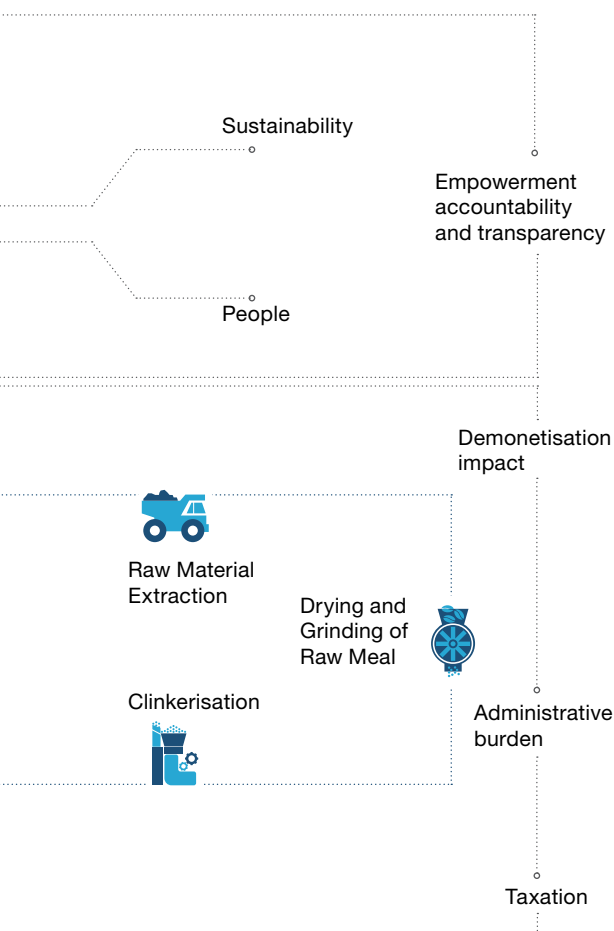 Sustainability
Empowerment
accountability
and transparency
People
Demonetisation
impact
Raw Material
Extraction
Drying and
Grinding of
Raw Meal
Clinkerisation
Administrative
burden
Taxation